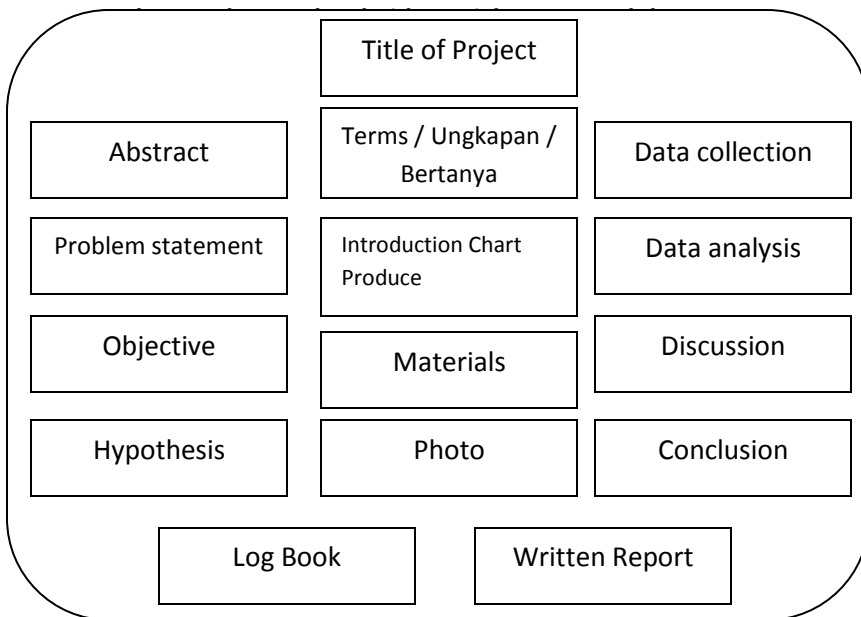 Title of Project
Abstract
Terms / Ungkapan /
Bertanya
Data collection
Problem statement
Introduction Chart
Produce
Data analysis
Objective
Materials
Discussion
Hypothesis
Photo
Conclusion
Log Book
Written Report